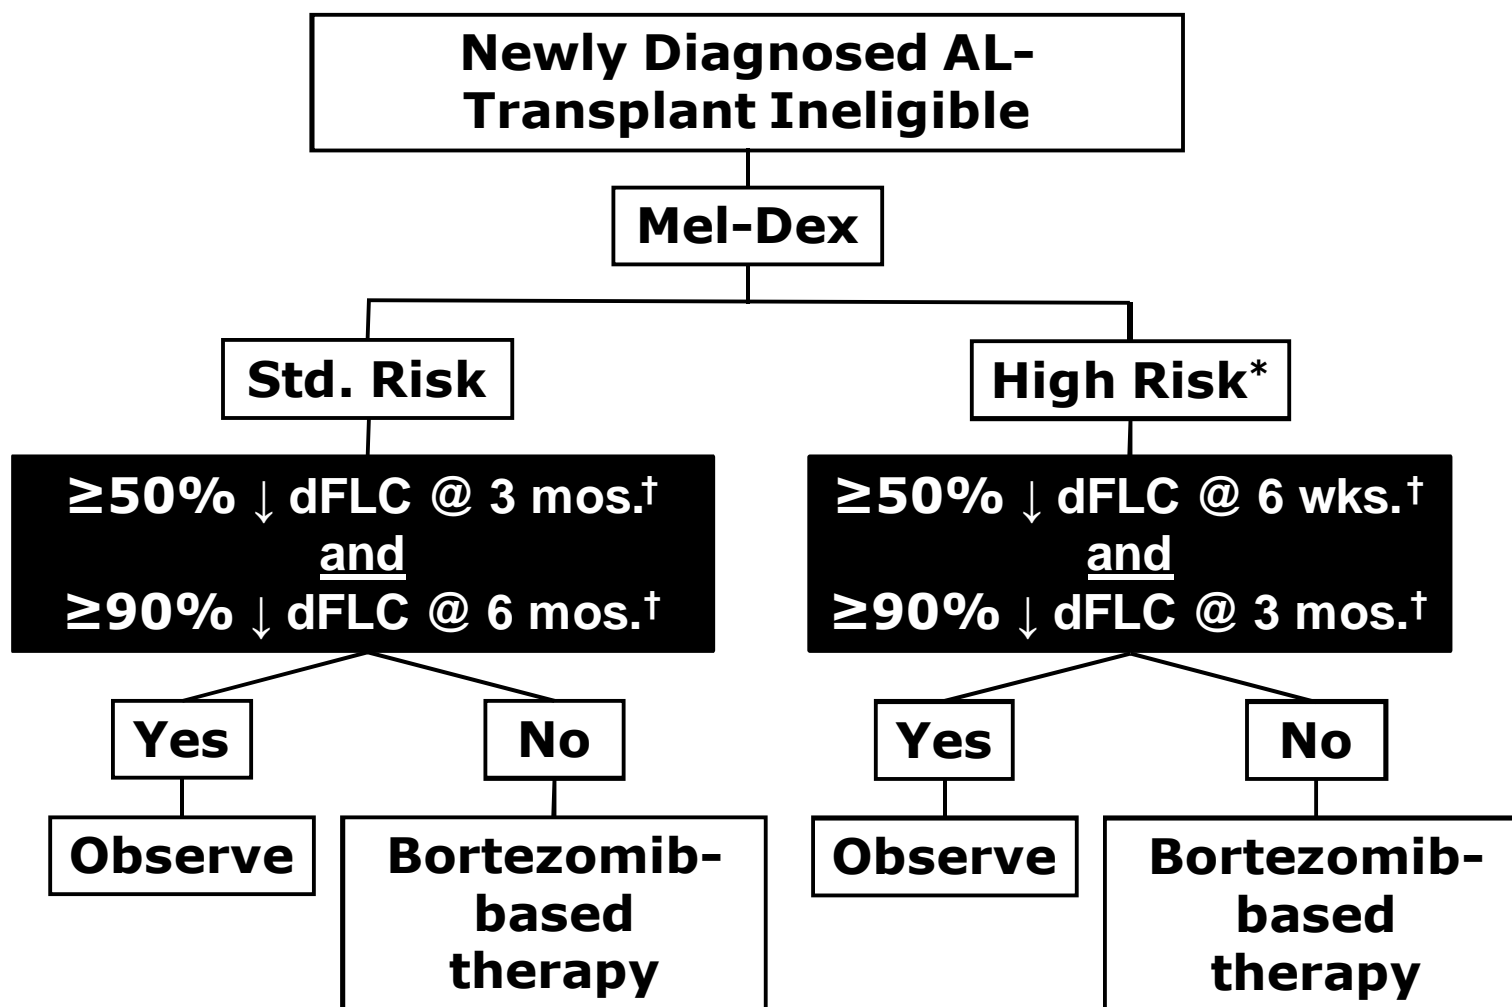 Newly Diagnosed AL-
Transplant Ineligible
Mel-Dex
Std. Risk
High Risk*
≥50% ↓ dFLC @ 3 mos.†
and
≥90% ↓ dFLC @ 6 mos.†
≥50% ↓ dFLC @ 6 wks.†
and
≥90% ↓ dFLC @ 3 mos.†
Yes
No
Yes
No
Observe
Bortezomib-
based
therapy
Observe
Bortezomib-
based
therapy